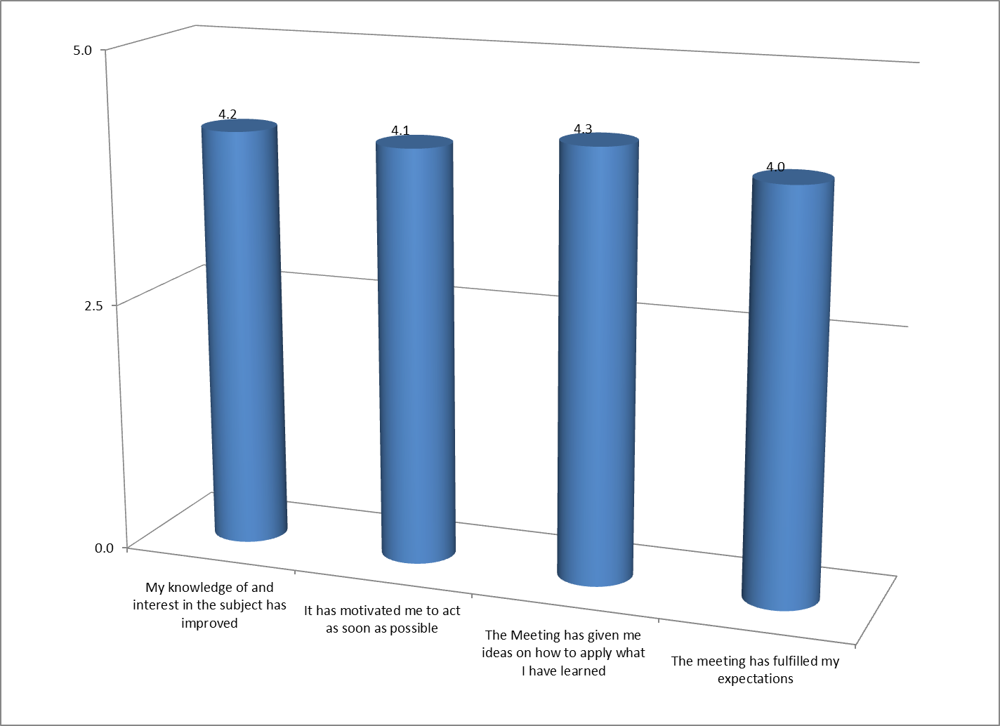 5.0
4.2
4.1
4.3
4.0
2.5
0.0
My knowledge of and
interest in the subject has
improved
It has motivated me to act
as soon as possible
The Meeting has given me
ideas on how to apply what
I have learned
The meeting has fulfilled my
expectations